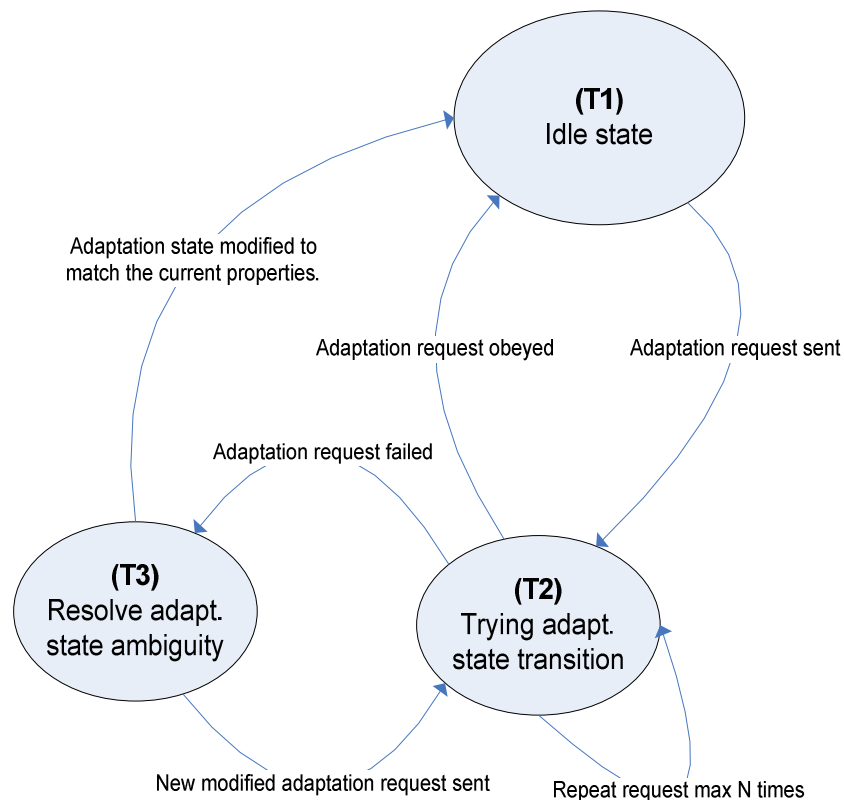 (T1)
Idle state
Adaptation state modified to
match the current properties.
Adaptation request obeyed
Adaptation request sent
Adaptation request failed
(T3)
Resolve adapt.
state ambiguity
(T2)
Trying adapt.
state transition
New modified adaptation request sent
Repeat request max N times